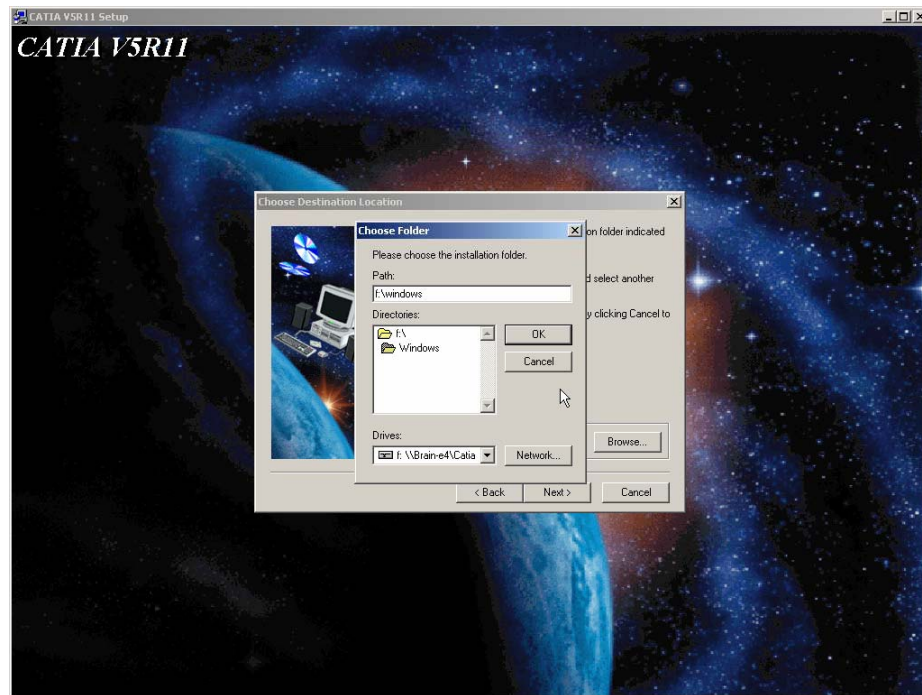 CATIA V5R11 Setup
CATIA V5R11
Choose Destination Location
on folder indicated
d select another
y clicking Cancel to
Browse...
< Back
Next >
Cancel
Choose Folder
Please choose the installation folder.
Path:
f:\windows
Directories:
f:\
Windows
OK
Cancel
Drives:
f: \\Brain-e4\Catia
Network...